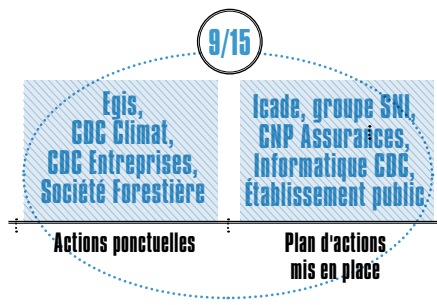 9/15
Egis,
CDC Climat,
CDC Entreprises,
Société Forestière
Icade, groupe SNI,
CNP Assurances,
Informatique CDC,
Établissement public
Actions ponctuelles
Plan d'actions
mis en place